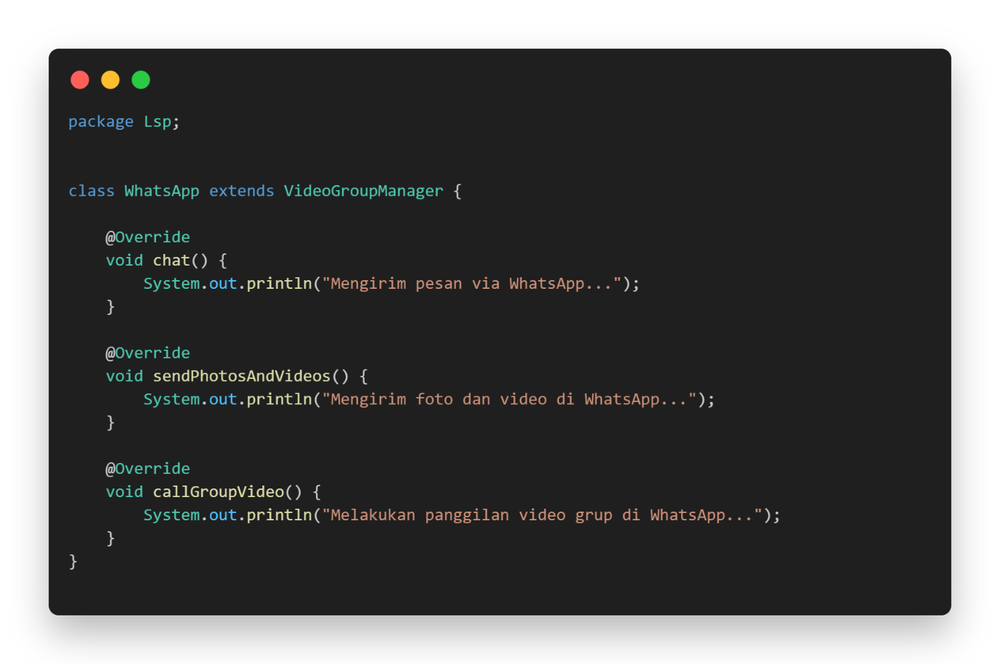 package Lsp;
class WhatsApp extends VideoGroupManager {
@Override
void chat() {
System.out.println("Mengirim pesan via WhatsApp...");
}
@Override
void sendPhotosAndVideos() {
System.out.println("Mengirim foto dan video di WhatsApp...");
}
@Override
void callGroupVideo() {
System.out.println("Melakukan panggilan video grup di WhatsApp...");
}
}